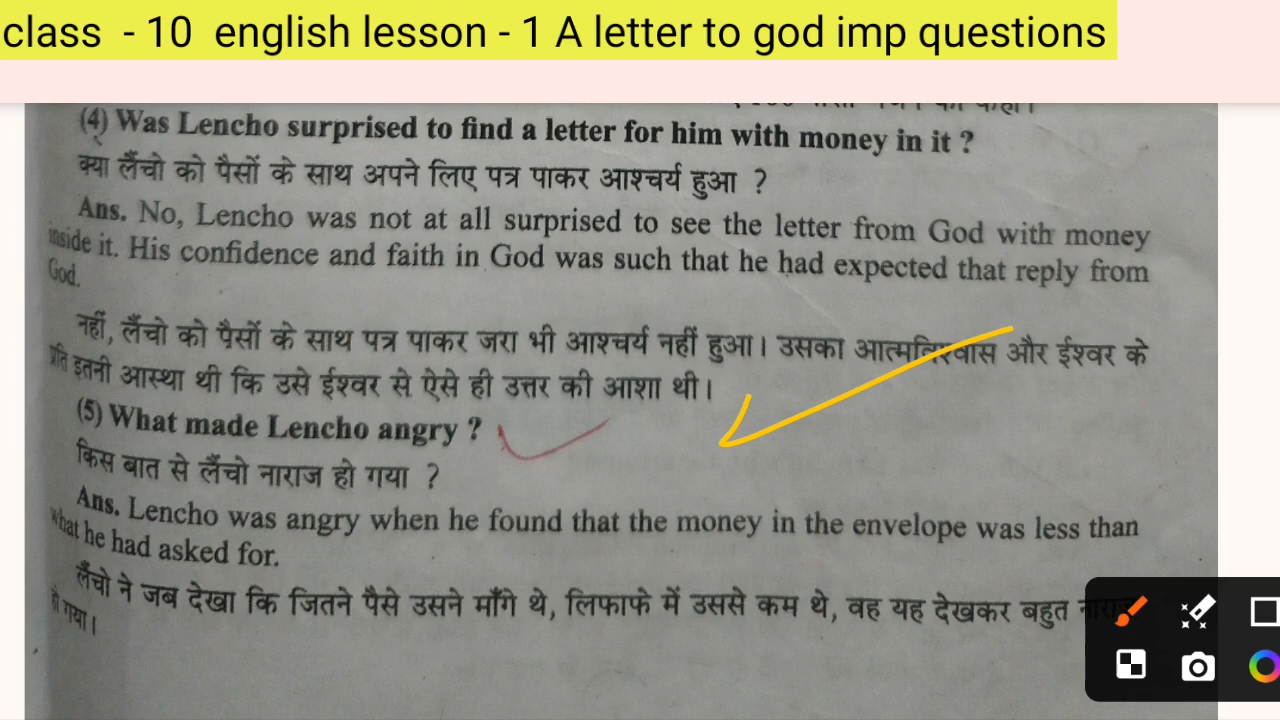 class - 10 english lesson - 1 A letter to god imp questions
(4) Was Lencho surprised to find a letter for him with money in it ?
क्या लैंचो को पैसों के साथ अपने लिए पत्र पाकर आश्चर्य हुआ ?
Ans. No, Lencho was not at all surprised to see the letter from God with money
inside it. His confidence and faith in God was such that he had expected that reply from
God.
नहीं, लैंचो को पैसों के साथ पत्र पाकर जरा भी आश्चर्य नहीं हुआ। उसका आत्मविश्वास और ईश्वर के
प्रति इतनी आस्था थी कि उसे ईश्वर से ऐसे ही उत्तर की आशा थी।
(5) What made Lencho angry ?
किस बात से लैंचो नाराज हो गया ?
Ans. Lencho was angry when he found that the money in the envelope was less than
what he had asked for.
लैंचो ने जब देखा कि जितने पैसे उसने माँगे थे, लिफाफे में उससे कम थे, वह यह देखकर बहुत नाराज
हो गया।